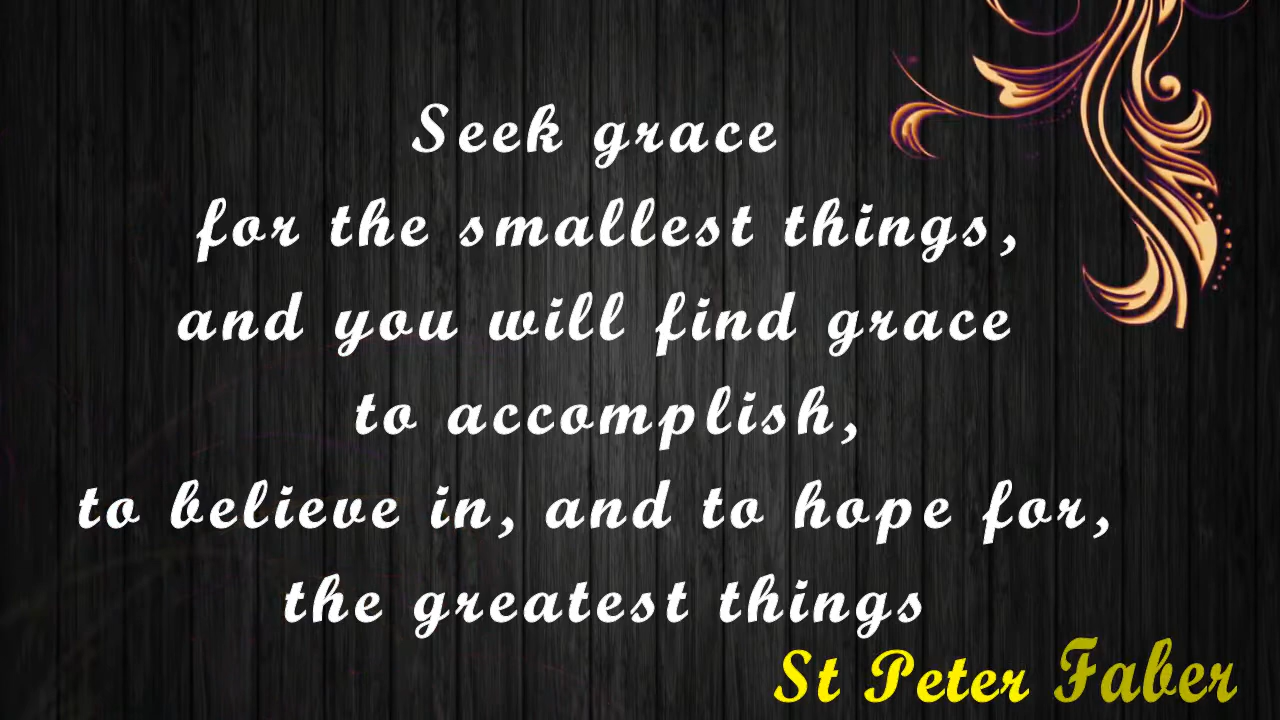 Seek grace
for the smallest things,
and you will find grace
to accomplish,
to believe in, and to hope for,
the greatest things
St Peter Faber